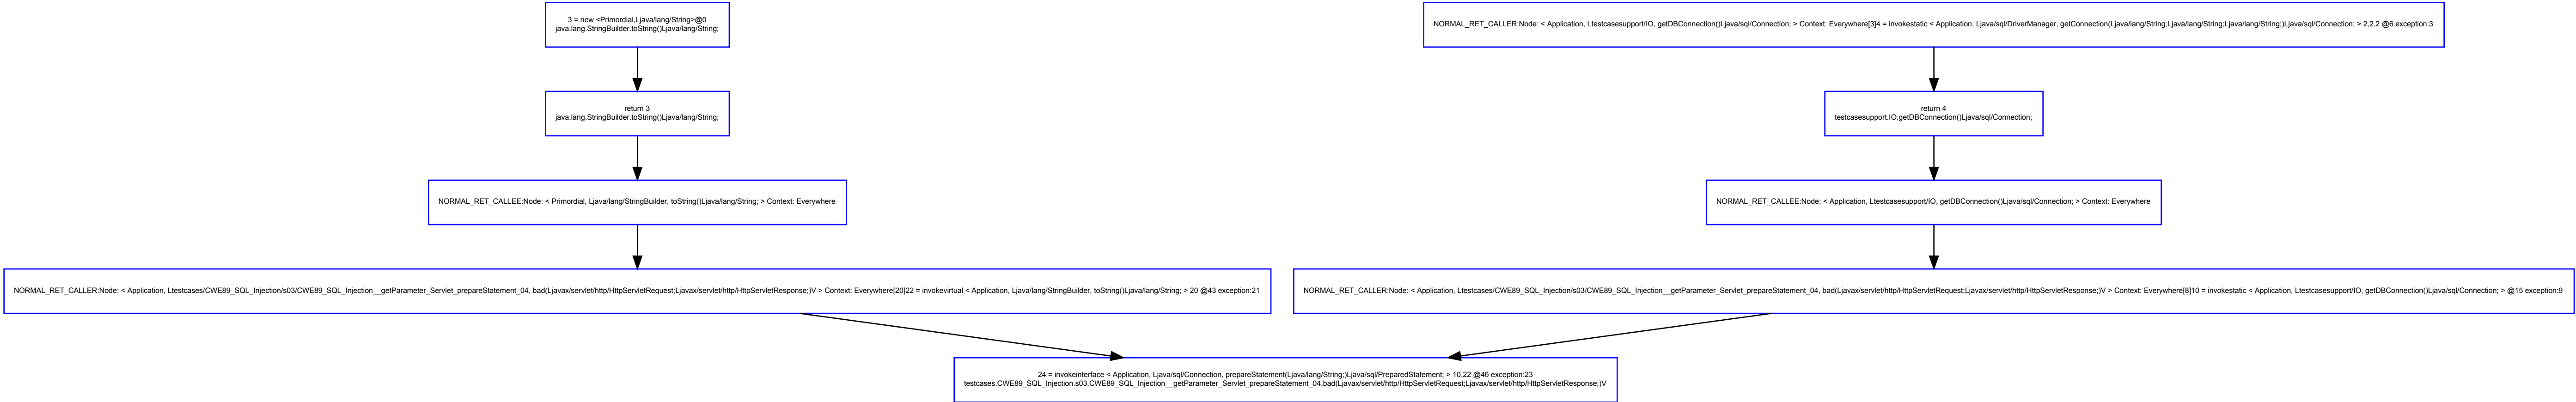 3 = new <Primordial,Ljava/lang/String>@0
java.lang.StringBuilder.toString()Ljava/lang/String;
NORMAL_RET_CALLER:Node: < Application, Ltestcasesupport/IO, getDBConnection()Ljava/sql/Connection; > Context: Everywhere[3]4 = invokestatic < Application, Ljava/sql/DriverManager, getConnection(Ljava/lang/String;Ljava/lang/String;Ljava/lang/String;)Ljava/sql/Connection; > 2,2,2 @6 exception:3
return 3
java.lang.StringBuilder.toString()Ljava/lang/String;
return 4
testcasesupport.IO.getDBConnection()Ljava/sql/Connection;
NORMAL_RET_CALLEE:Node: < Primordial, Ljava/lang/StringBuilder, toString()Ljava/lang/String; > Context: Everywhere
NORMAL_RET_CALLEE:Node: < Application, Ltestcasesupport/IO, getDBConnection()Ljava/sql/Connection; > Context: Everywhere
NORMAL_RET_CALLER:Node: < Application, Ltestcases/CWE89_SQL_Injection/s03/CWE89_SQL_Injection__getParameter_Servlet_prepareStatement_04, bad(Ljavax/servlet/http/HttpServletRequest;Ljavax/servlet/http/HttpServletResponse;)V > Context: Everywhere[20]22 = invokevirtual < Application, Ljava/lang/StringBuilder, toString()Ljava/lang/String; > 20 @43 exception:21
NORMAL_RET_CALLER:Node: < Application, Ltestcases/CWE89_SQL_Injection/s03/CWE89_SQL_Injection__getParameter_Servlet_prepareStatement_04, bad(Ljavax/servlet/http/HttpServletRequest;Ljavax/servlet/http/HttpServletResponse;)V > Context: Everywhere[8]10 = invokestatic < Application, Ltestcasesupport/IO, getDBConnection()Ljava/sql/Connection; > @15 exception:9
24 = invokeinterface < Application, Ljava/sql/Connection, prepareStatement(Ljava/lang/String;)Ljava/sql/PreparedStatement; > 10,22 @46 exception:23
testcases.CWE89_SQL_Injection.s03.CWE89_SQL_Injection__getParameter_Servlet_prepareStatement_04.bad(Ljavax/servlet/http/HttpServletRequest;Ljavax/servlet/http/HttpServletResponse;)V